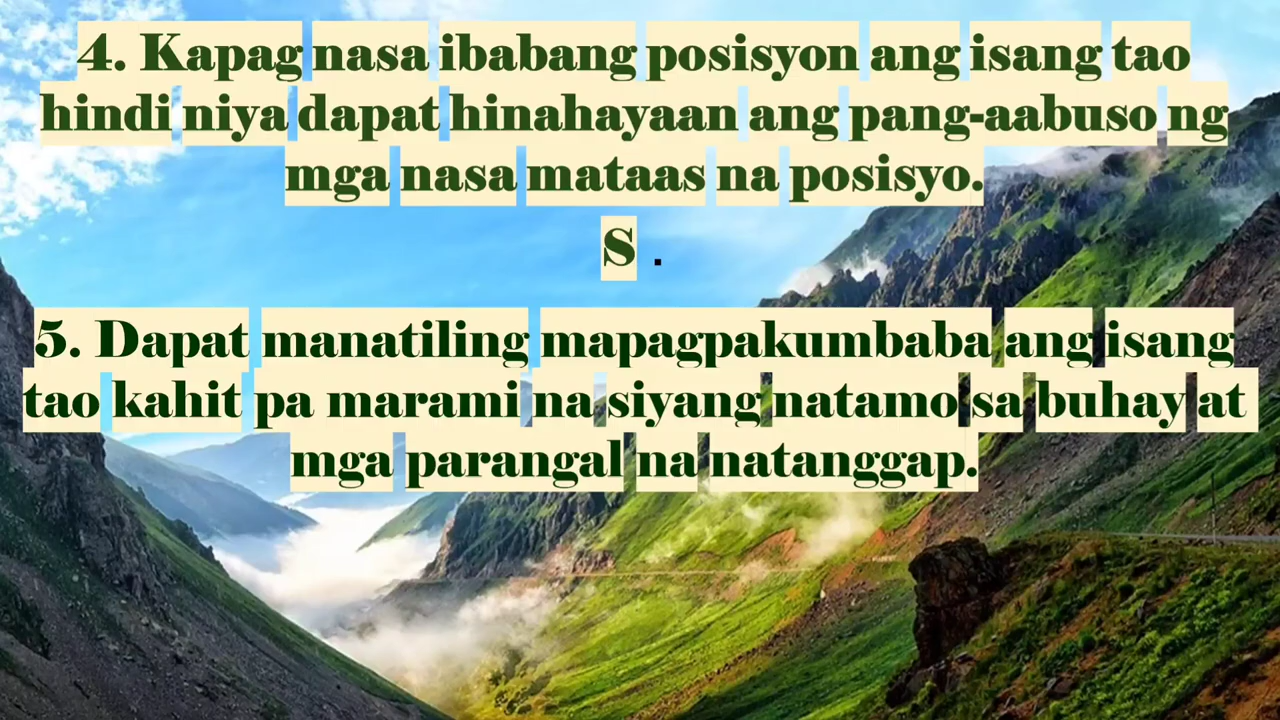 4. Kapag nasa ibabang posisyon ang isang tao
hindi niya dapat hinahayaan ang pang-aabuso ng
mga nasa mataas na posisyo.
S .
5. Dapat manatiling mapagpakumbaba ang isang
tao kahit pa marami na siyang natamo sa buhay at
mga parangal na natanggap.